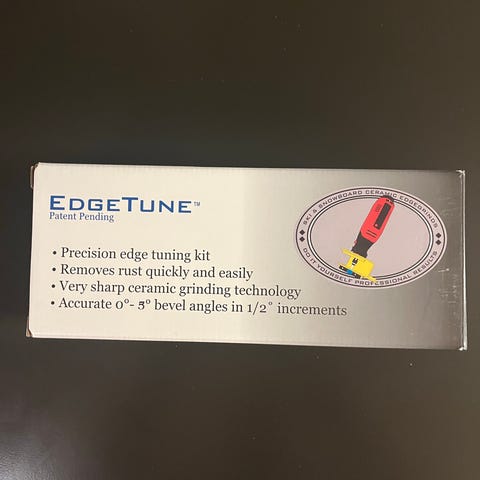 EDGETUNE™
Patent Pending
• Precision edge tuning kit
• Removes rust quickly and easily
• Very sharp ceramic grinding technology
• Accurate 0°- 5° bevel angles in 1/2° increments
SKI & SNOWBOARD CERAMIC EDGEGRINDS
DO IT YOURSELF PROFESSIONAL RESULTS